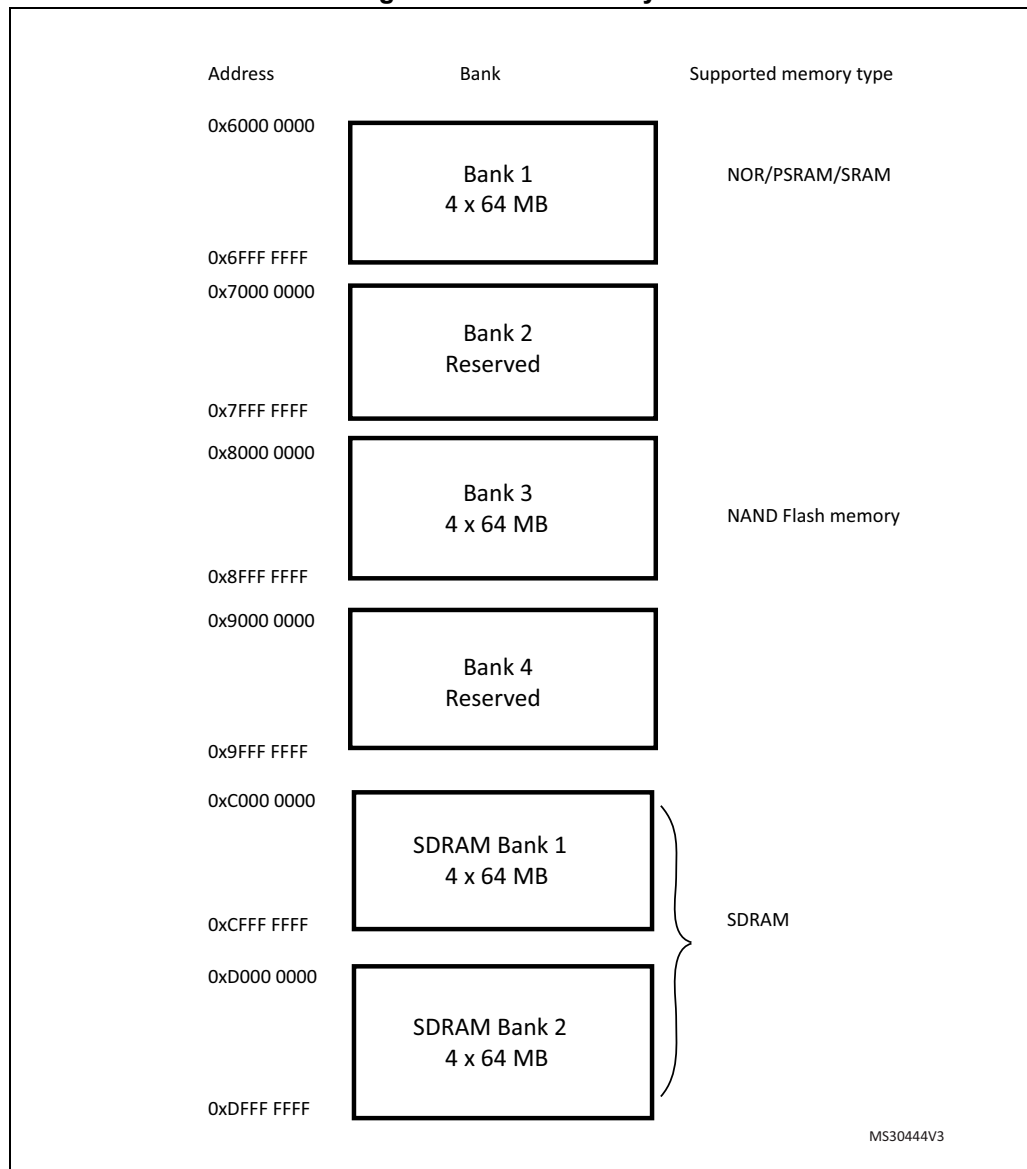 Address Bank Supported memory type
0x6000 0000
Bank 1
4 x 64 MB
NOR/PSRAM/SRAM
0x6FFF FFFF
0x7000 0000
Bank 2
Reserved
0x7FFF FFFF
0x8000 0000
Bank 3
4 x 64 MB
NAND Flash memory
0x8FFF FFFF
0x9000 0000
Bank 4
Reserved
0x9FFF FFFF
0xC000 0000
SDRAM Bank 1
4 x 64 MB
0xCFFF FFFF
SDRAM
0xD000 0000
SDRAM Bank 2
4 x 64 MB
0xDFFF FFFF
MS30444V3